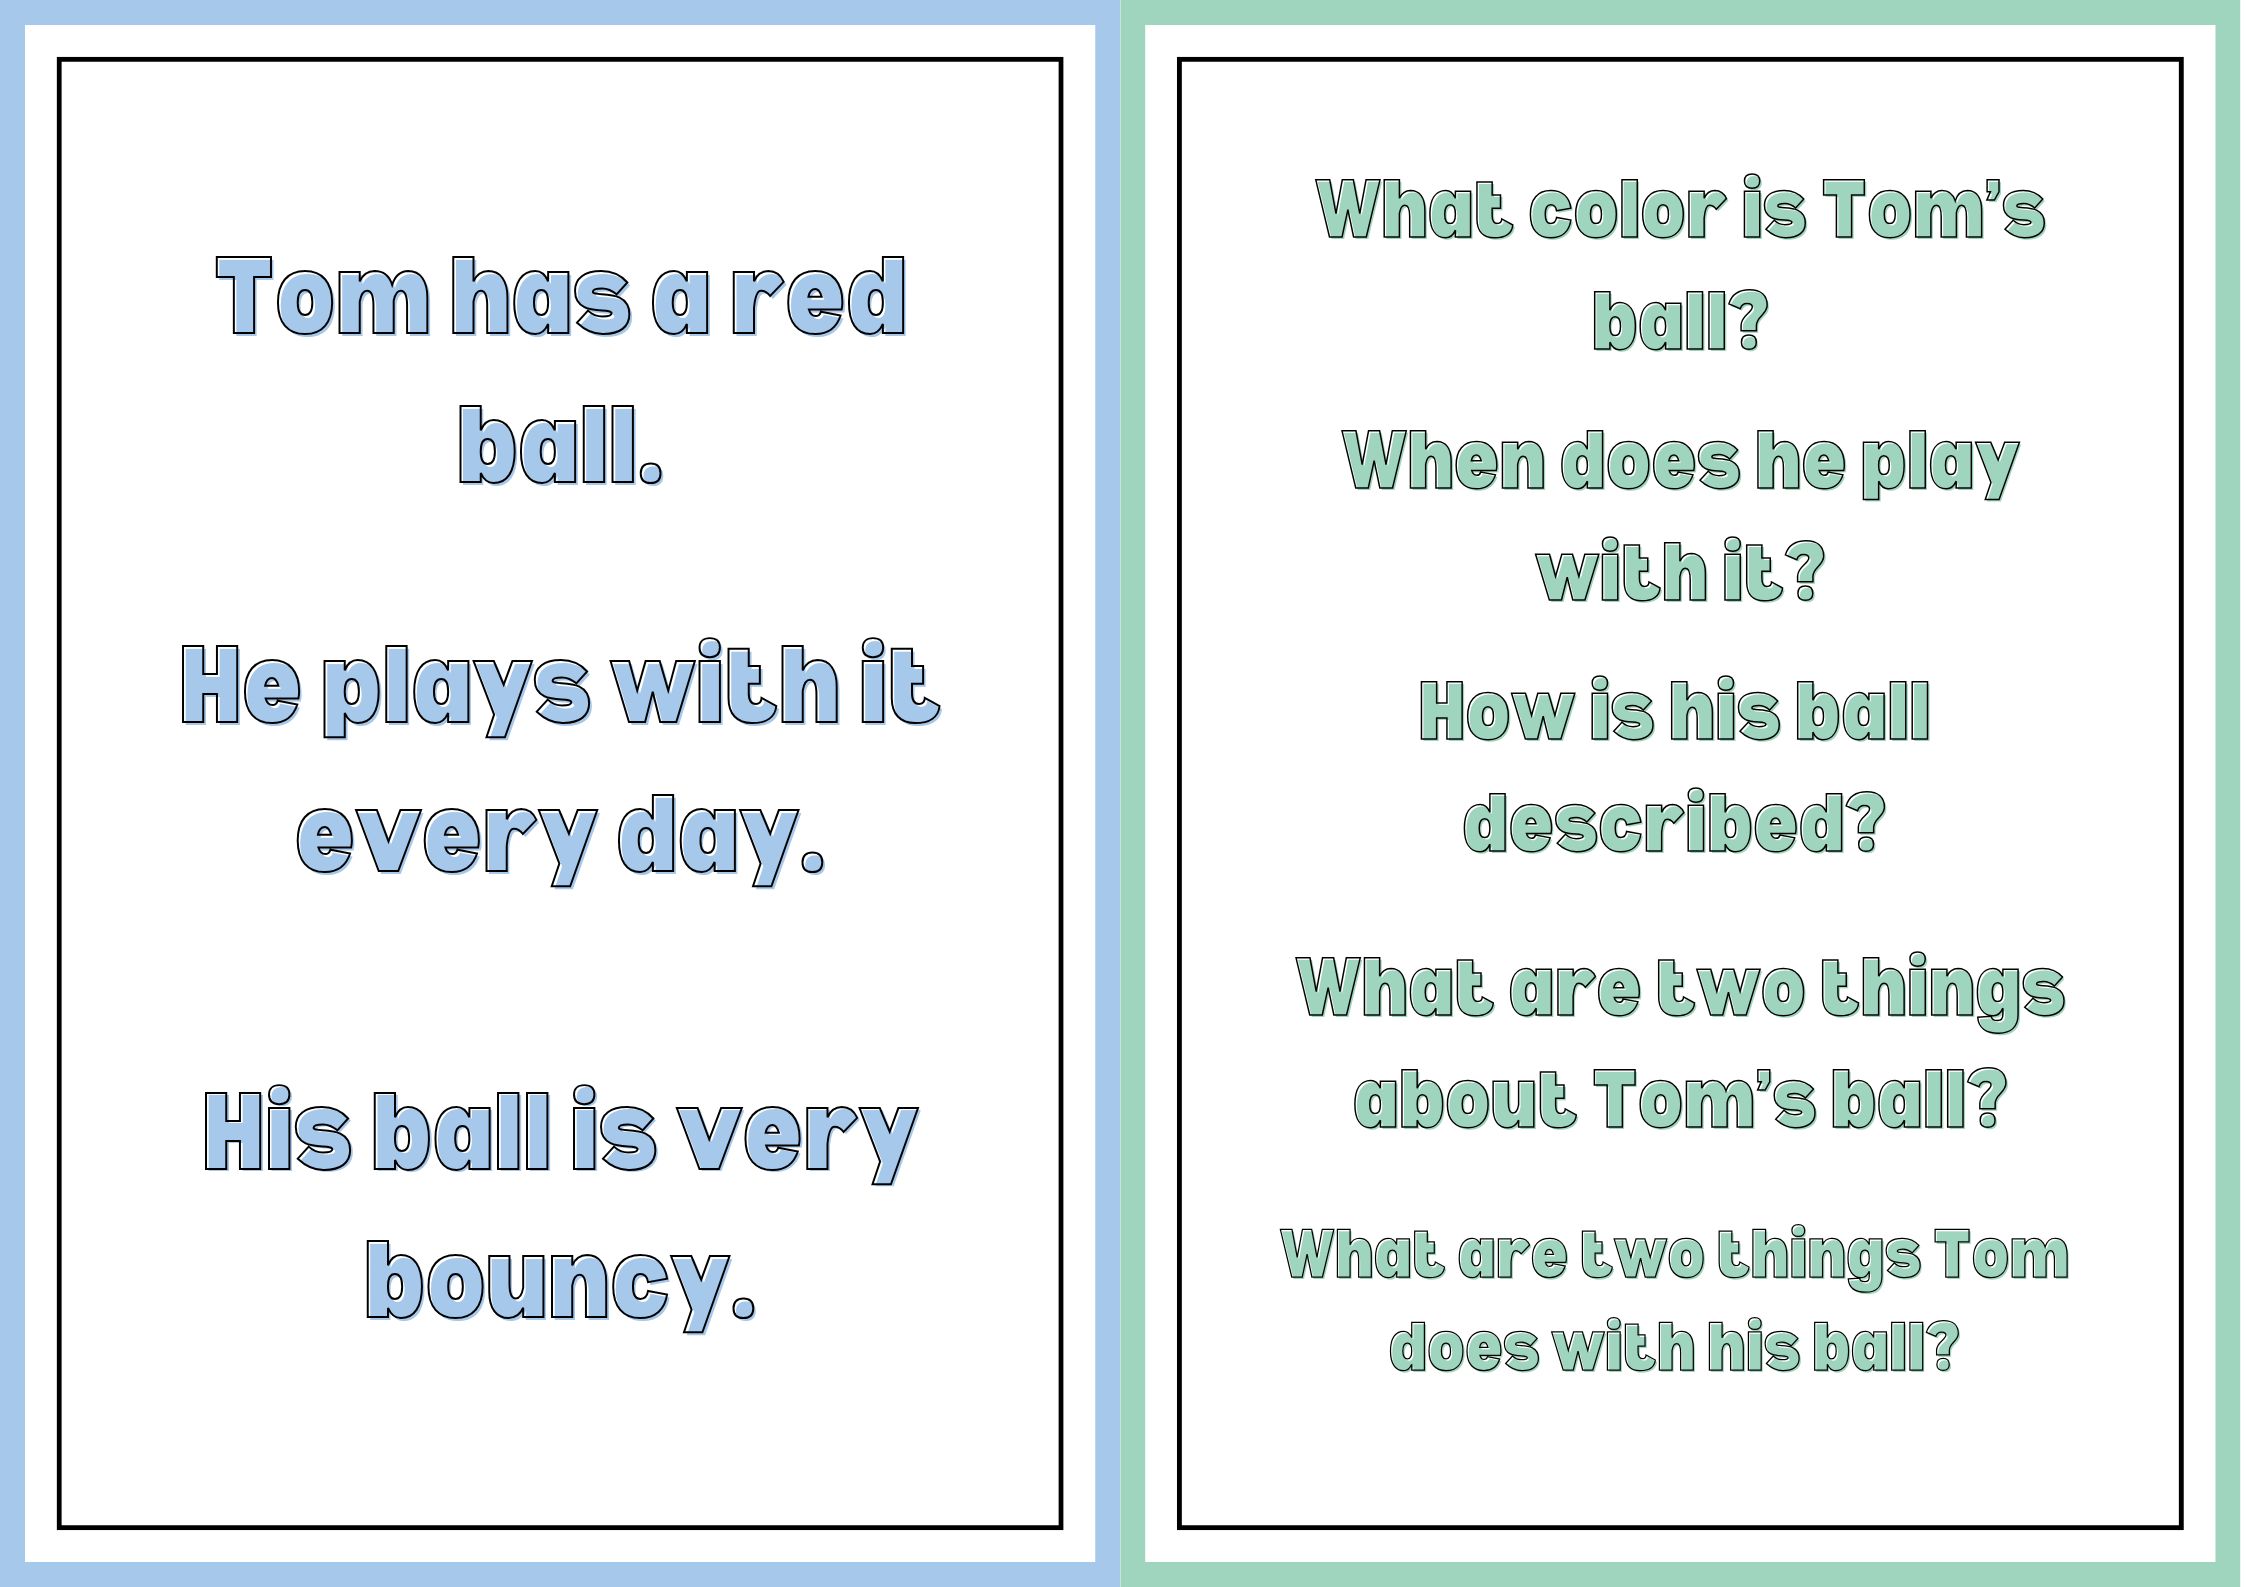 Tom has a red
ball.
He plays with it
every day.
His ball is very
bouncy.
What color is Tom's
ball?
When does he play
with it?
How is his ball
described?
What are two things
about Tom's ball?
What are two things Tom
does with his ball?